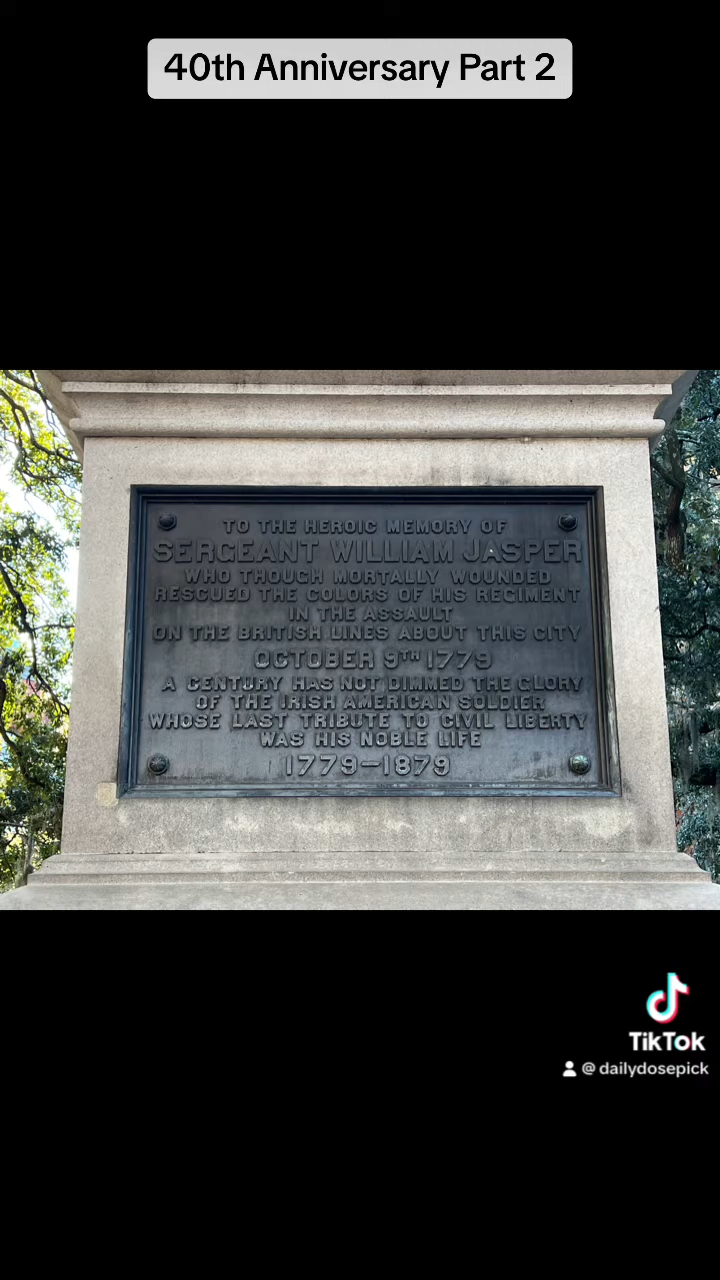 40th Anniversary Part 2
TO THE HEROIC MEMORY OF
SERGEANT WILLIAM JASPER
WHO THOUGH MORTALLY WOUNDED
RESCUED THE COLORS OF HIS REGIMENT
IN THE ASSAULT
ON THE BRITISH LINES ABOUT THIS CITY
OCTOBER 9TH 1779
A CENTURY HAS NOT DIMMED THE GLORY
OF THE IRISH AMERICAN SOLDIER
WHOSE LAST TRIBUTE TO CIVIL LIBERTY
WAS HIS NOBLE LIFE
1779–1879
TikTok
@ dailydosepick